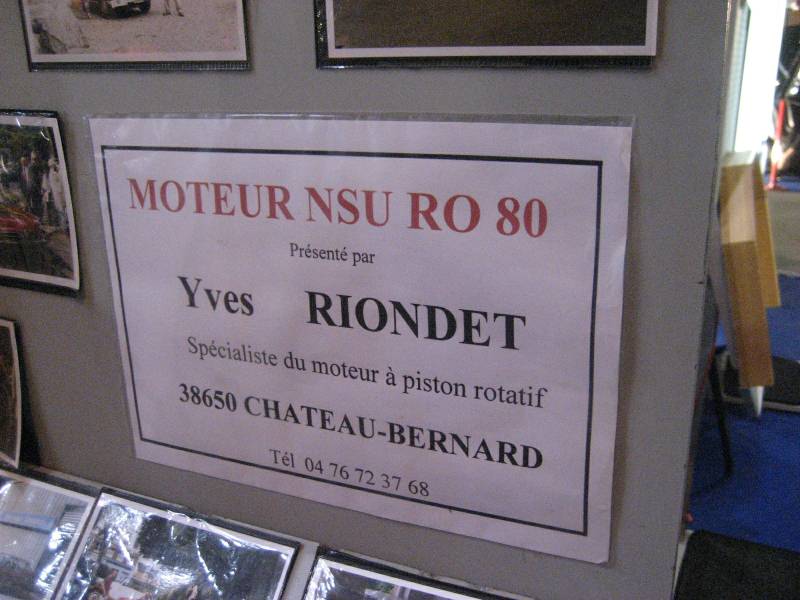 MOTEUR NSU RO 80
Présenté par
Yves RIONDET
Spécialiste du moteur à piston rotatif
38650 CHATEAU-BERNARD
Tél 04 76 72 37 68